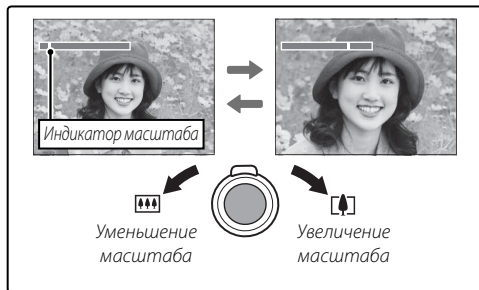 Индикатор масштаба
Уменьшение
масштаба
Увеличение
масштаба